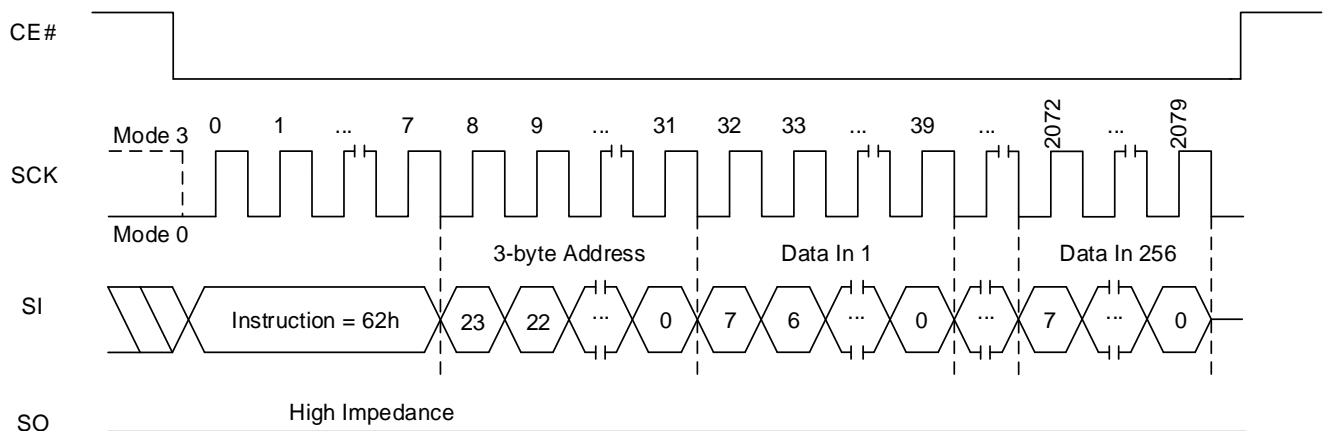 CE#
SCK
Mode 3
Mode 0
0 1 ... 7 8 9 ... 31 32 33 ... 39 ... 2072 ... 2079
3-byte Address Data In 1 Data In 256
SI
Instruction = 62h 23 22 ... 0 7 6 ... 0 ... 7 ... 0
SO
High Impedance